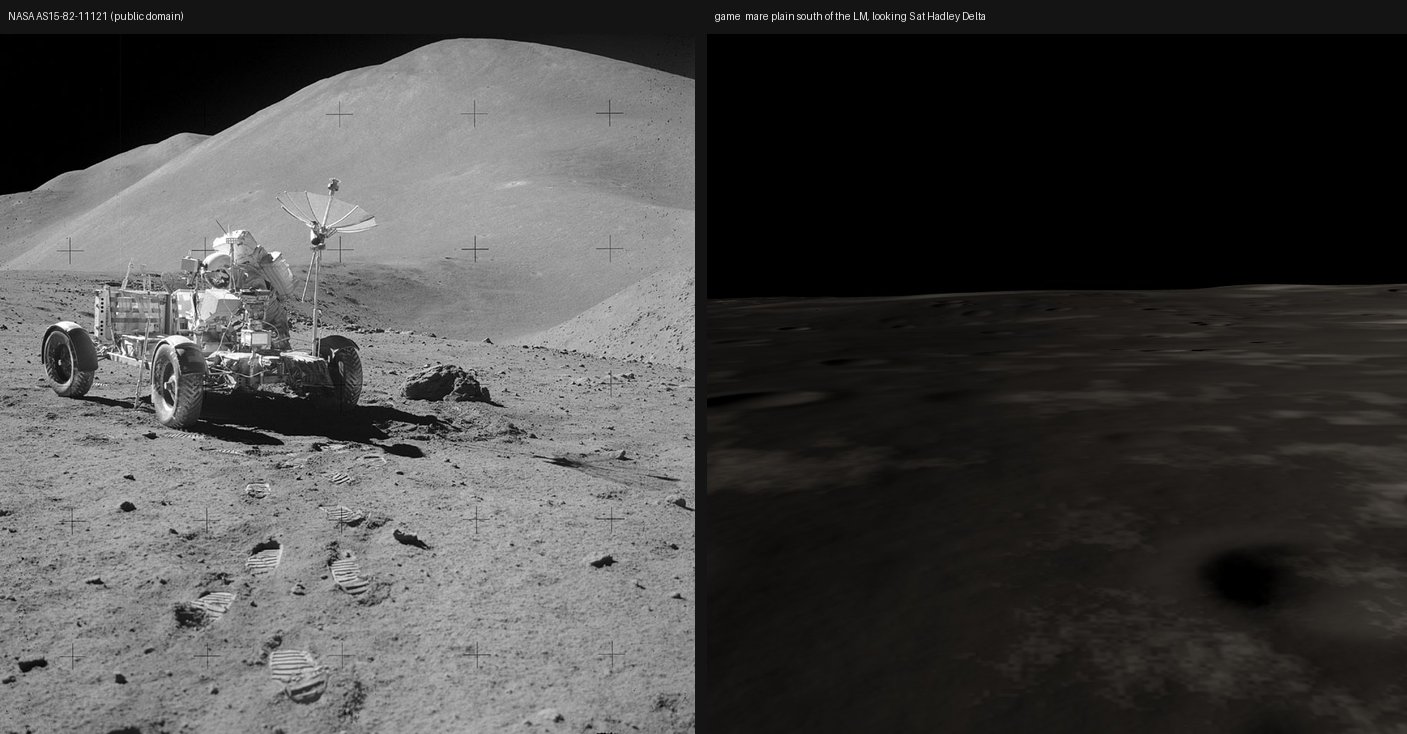 NASA AS15-82-11121 (public domain)
game mare plain south of the LM, looking S at Hadley Delta